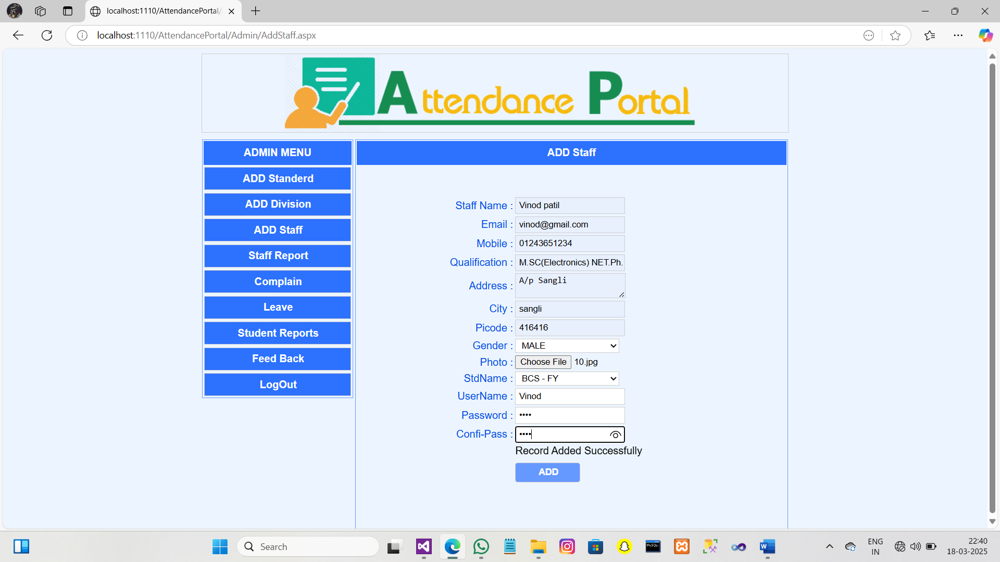 localhost:1110/AttendancePortal/
localhost:1110/AttendancePortal/Admin/AddStaff.aspx
Attendance Portal
ADMIN MENU
ADD Standerd
ADD Division
ADD Staff
Staff Report
Complain
Leave
Student Reports
Feed Back
LogOut
ADD Staff
Staff Name : Vinod patil
Email : vinod@gmail.com
Mobile : 01243651234
Qualification : M.SC(Electronics) NET.Ph.
Address : A/p Sangli
City : sangli
Picode : 416416
Gender : MALE
Photo : Choose File 10.jpg
StdName : BCS - FY
UserName : Vinod
Password : ••••
Confi-Pass : ••••
Record Added Successfully
ADD
Search
MySQL
W
ENG
IN
22:40
18-03-2025